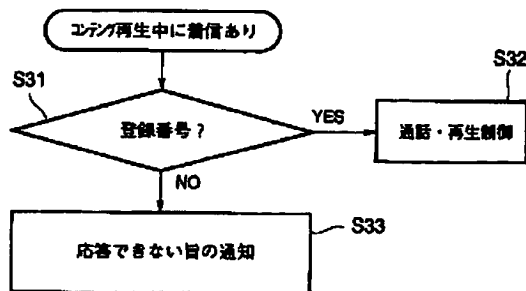 コンテンツ再生中に着信あり
S31
登録番号?
YES
S32
通話・再生制御
NO
S33
応答できない旨の通知